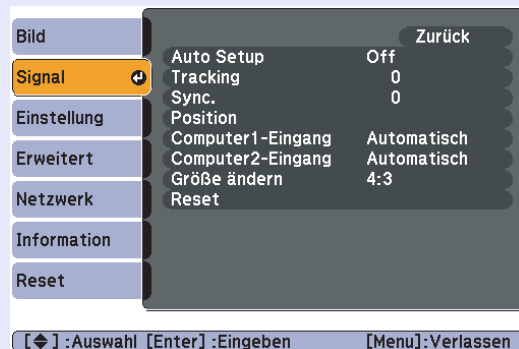 Bild
Signal
Einstellung
Erweitert
Netzwerk
Information
Reset
Zurück
Auto Setup Off
Tracking 0
Sync. 0
Position
Computer1-Eingang Automatisch
Computer2-Eingang Automatisch
Größe ändern 4:3
Reset
[◆] :Auswahl [Enter] :Eingeben [Menu]:Verlassen